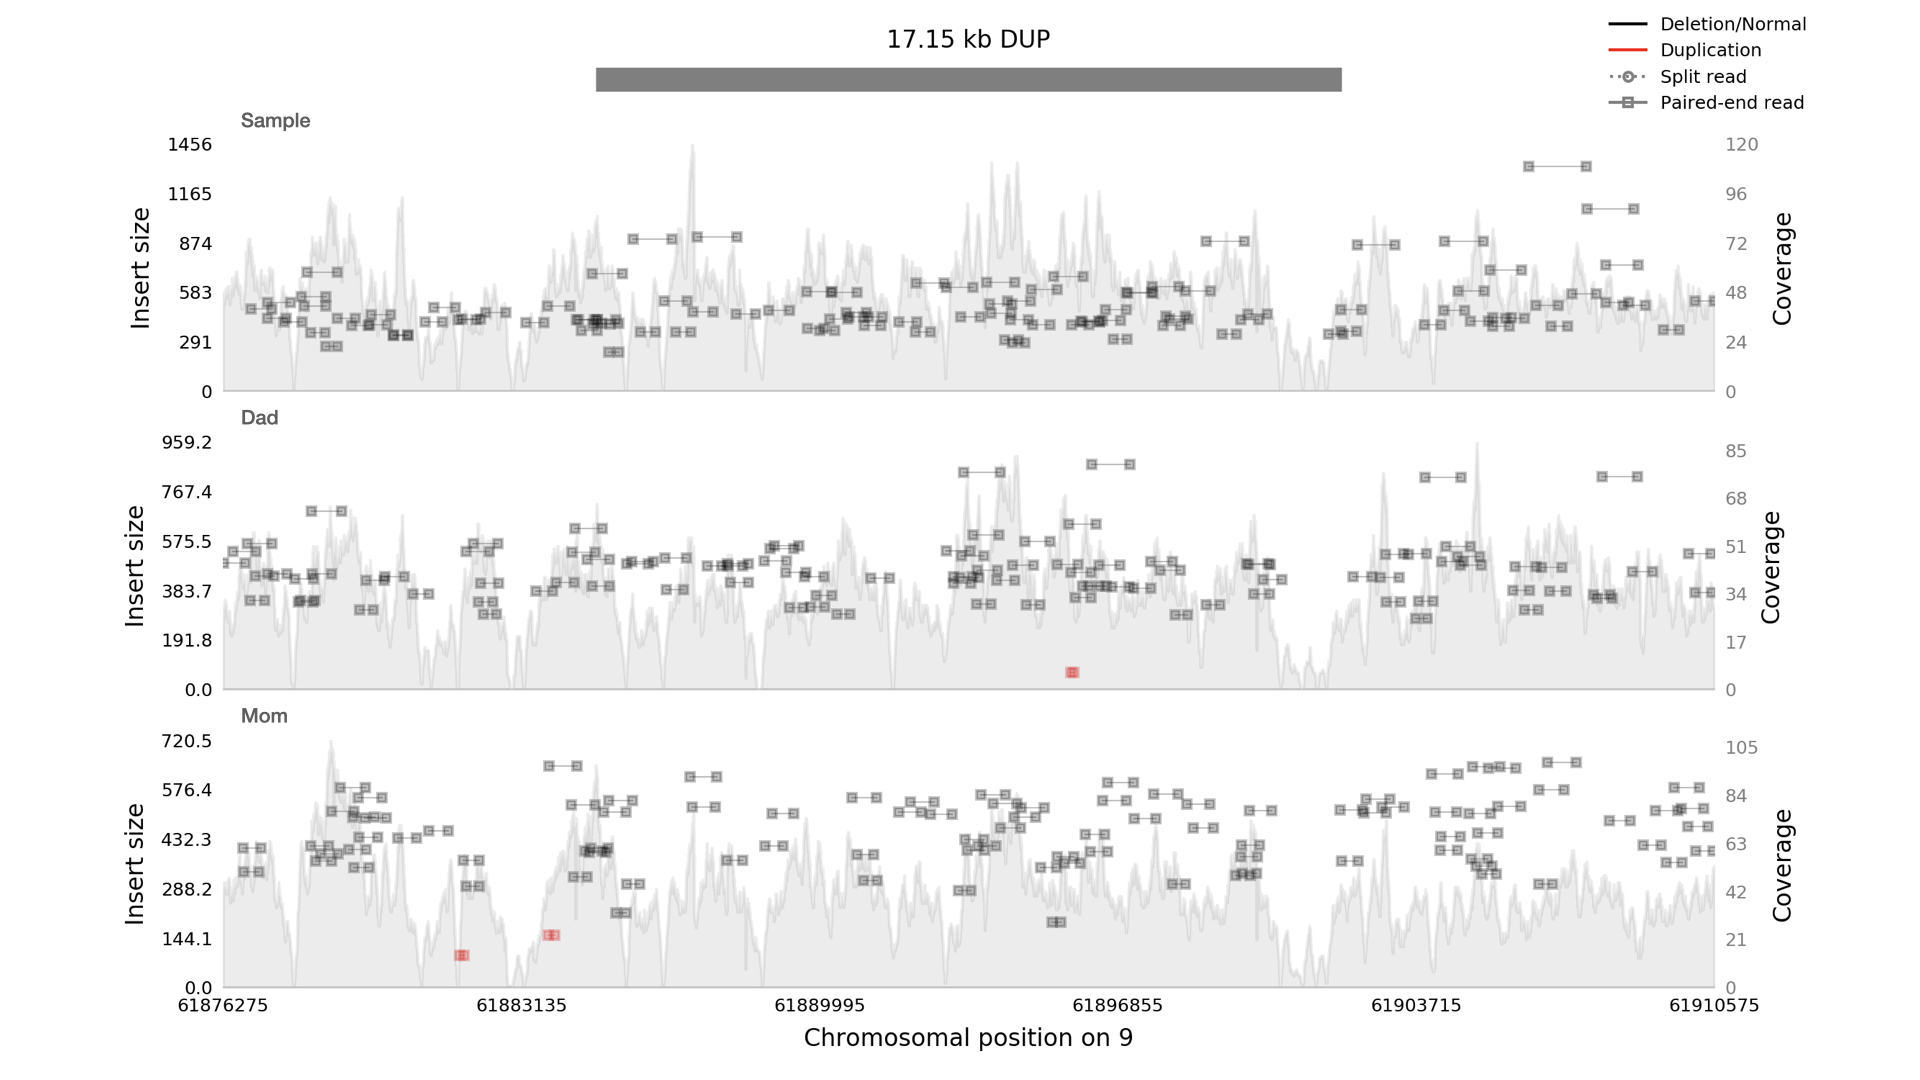 17.15 kb DUP
Deletion/Normal
Duplication
Split read
Paired-end read
Sample
1456
1165
874
583
291
0
Insert size
120
96
72
48
24
0
Coverage
Dad
959.2
767.4
575.5
383.7
191.8
0.0
Insert size
85
68
51
34
17
0
Coverage
Mom
720.5
576.4
432.3
288.2
144.1
0.0
Insert size
105
84
63
42
21
0
Coverage
61876275 61883135 61889995 61896855 61903715 61910575
Chromosomal position on 9